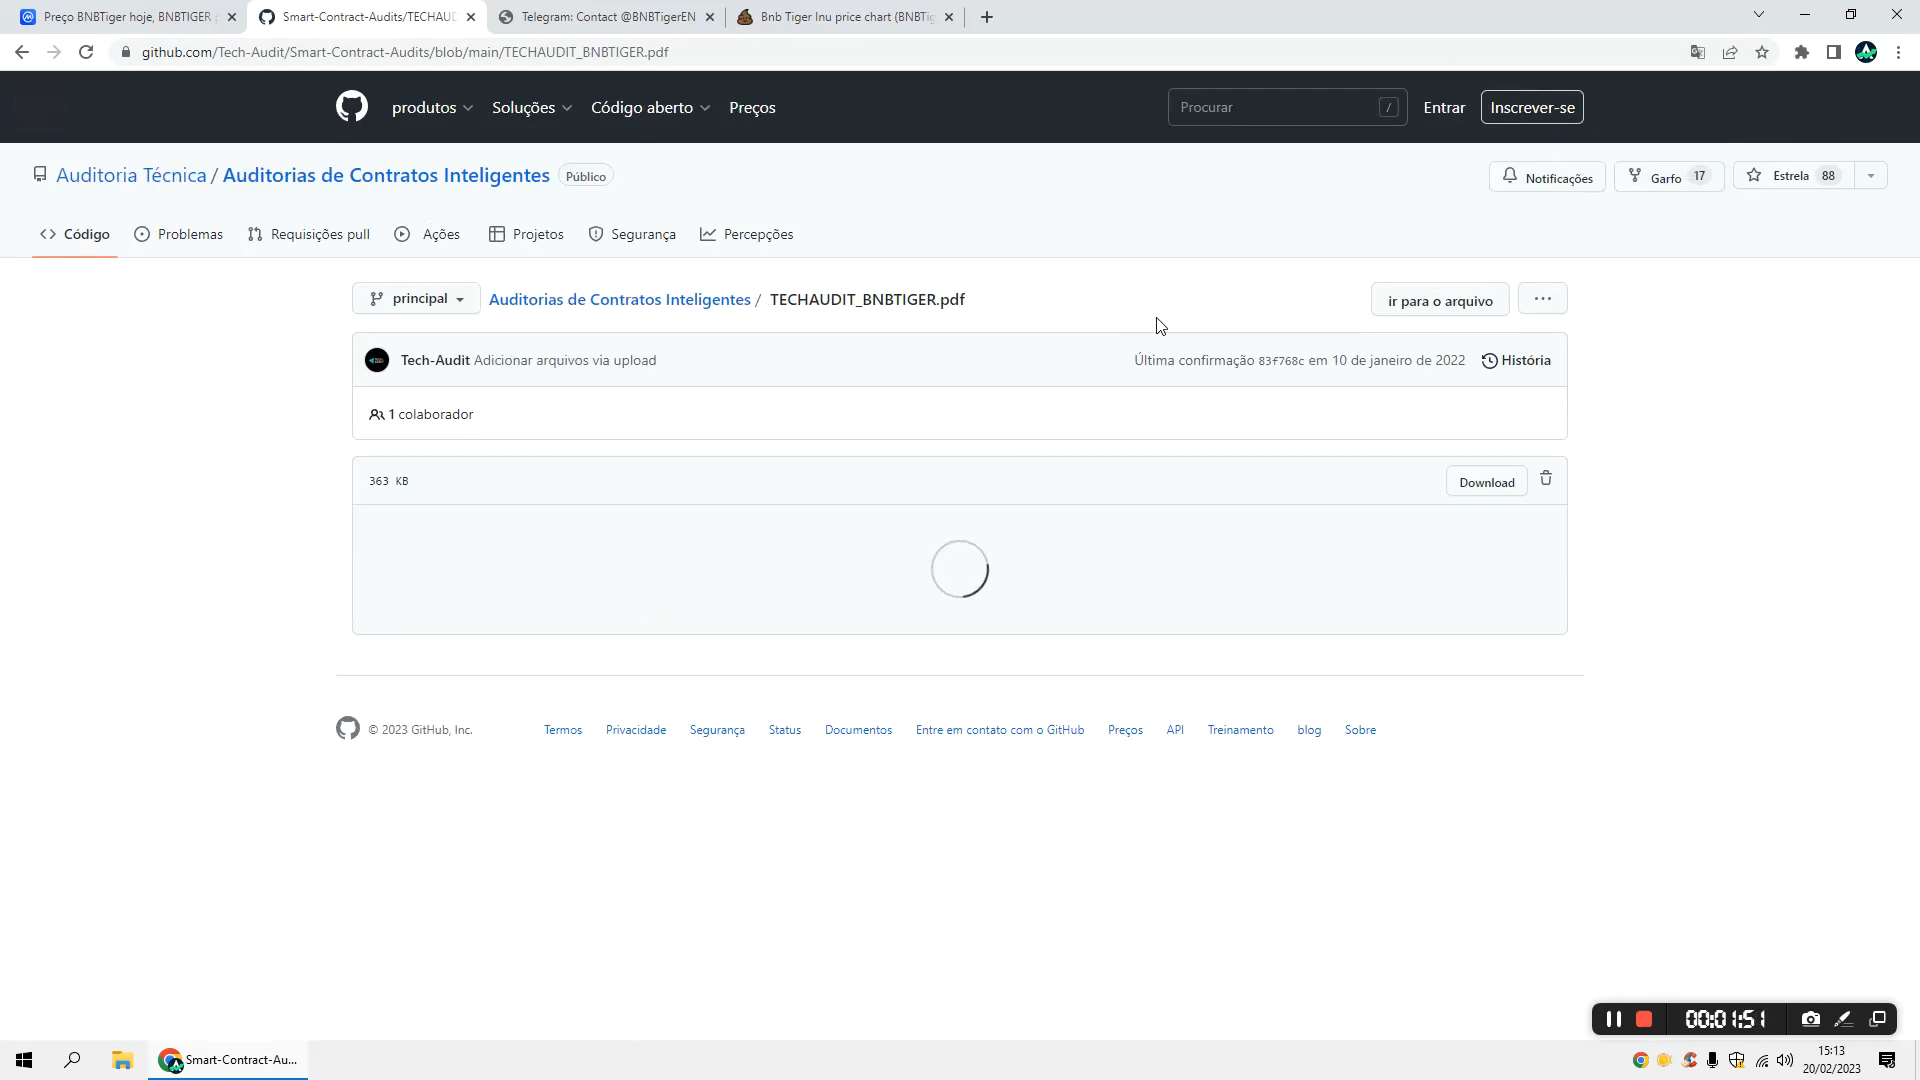 Preço BNBTiger hoje, BNBTIGER
Smart-Contract-Audits/TECHAUD
Telegram: Contact @BNBTigerEN
Bnb Tiger Inu price chart (BNBTig
github.com/Tech-Audit/Smart-Contract-Audits/blob/main/TECHAUDIT_BNBTIGER.pdf
produtos
Soluções
Código aberto
Preços
Procurar
/
Entrar
Inscrever-se
Auditoria Técnica / Auditorias de Contratos Inteligentes
Público
Notificações
Garfo 17
Estrela 88
Código
Problemas
Requisições pull
Ações
Projetos
Segurança
Percepções
principal
Auditorias de Contratos Inteligentes / TECHAUDIT_BNBTIGER.pdf
ir para o arquivo
...
Tech-Audit Adicionar arquivos via upload
Última confirmação 83f768c em 10 de janeiro de 2022
História
1 colaborador
363 KB
Download
© 2023 GitHub, Inc.
Termos
Privacidade
Segurança
Status
Documentos
Entre em contato com o GitHub
Preços
API
Treinamento
blog
Sobre
00:01:51
Smart-Contract-Au...
15:13
20/02/2023